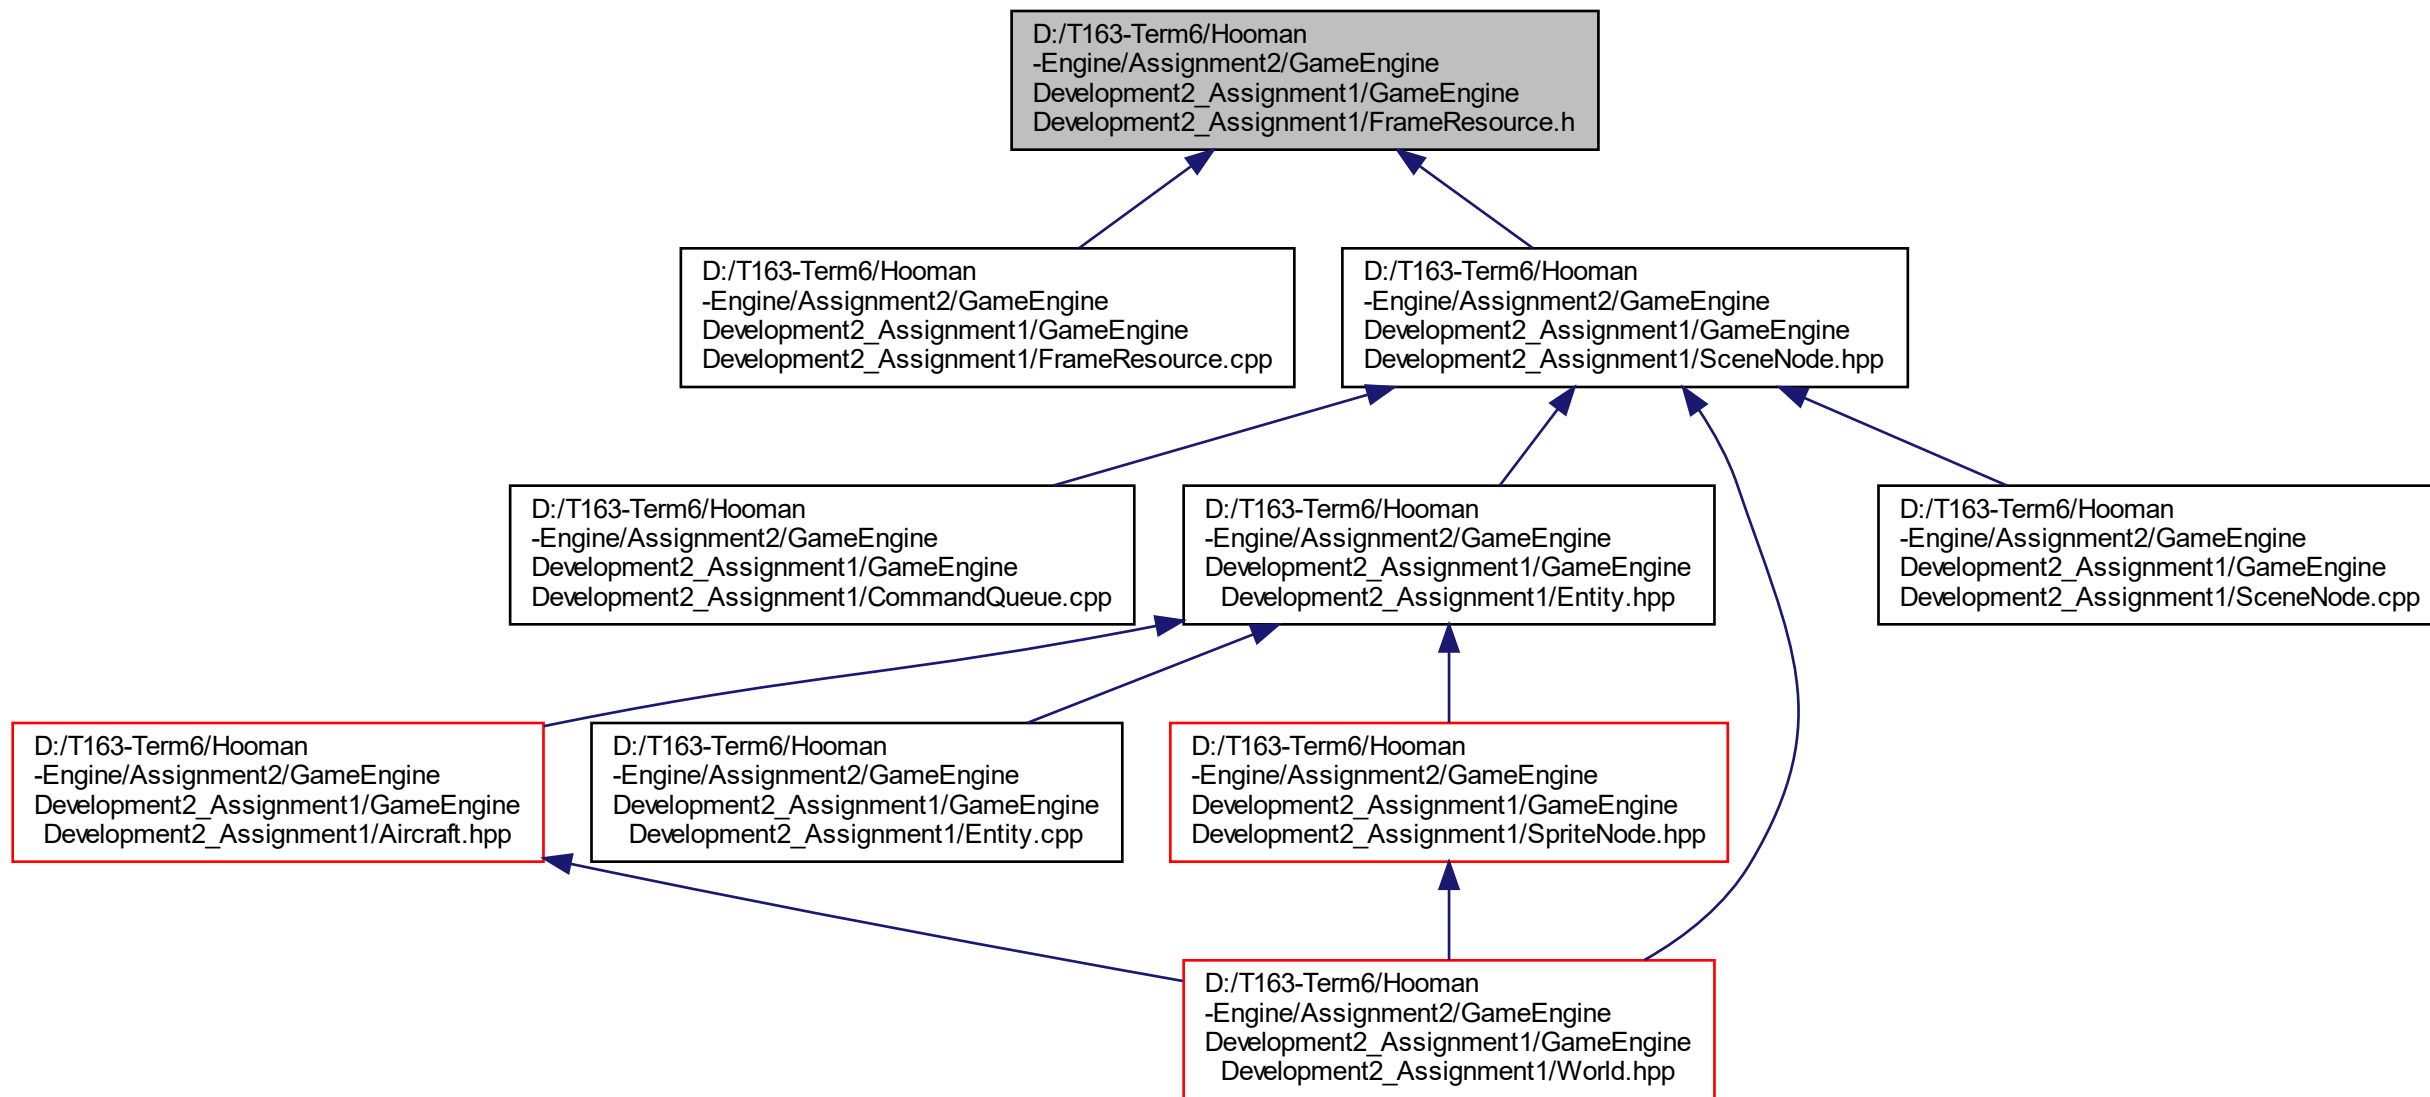 D:/T163-Term6/Hooman
-Engine/Assignment2/GameEngine
Development2_Assignment1/GameEngine
Development2_Assignment1/FrameResource.h
D:/T163-Term6/Hooman
-Engine/Assignment2/GameEngine
Development2_Assignment1/GameEngine
Development2_Assignment1/FrameResource.cpp
D:/T163-Term6/Hooman
-Engine/Assignment2/GameEngine
Development2_Assignment1/GameEngine
Development2_Assignment1/SceneNode.hpp
D:/T163-Term6/Hooman
-Engine/Assignment2/GameEngine
Development2_Assignment1/GameEngine
Development2_Assignment1/CommandQueue.cpp
D:/T163-Term6/Hooman
-Engine/Assignment2/GameEngine
Development2_Assignment1/GameEngine
Development2_Assignment1/Entity.hpp
D:/T163-Term6/Hooman
-Engine/Assignment2/GameEngine
Development2_Assignment1/GameEngine
Development2_Assignment1/SceneNode.cpp
D:/T163-Term6/Hooman
-Engine/Assignment2/GameEngine
Development2_Assignment1/GameEngine
Development2_Assignment1/Aircraft.hpp
D:/T163-Term6/Hooman
-Engine/Assignment2/GameEngine
Development2_Assignment1/GameEngine
Development2_Assignment1/Entity.cpp
D:/T163-Term6/Hooman
-Engine/Assignment2/GameEngine
Development2_Assignment1/GameEngine
Development2_Assignment1/SpriteNode.hpp
D:/T163-Term6/Hooman
-Engine/Assignment2/GameEngine
Development2_Assignment1/GameEngine
Development2_Assignment1/World.hpp